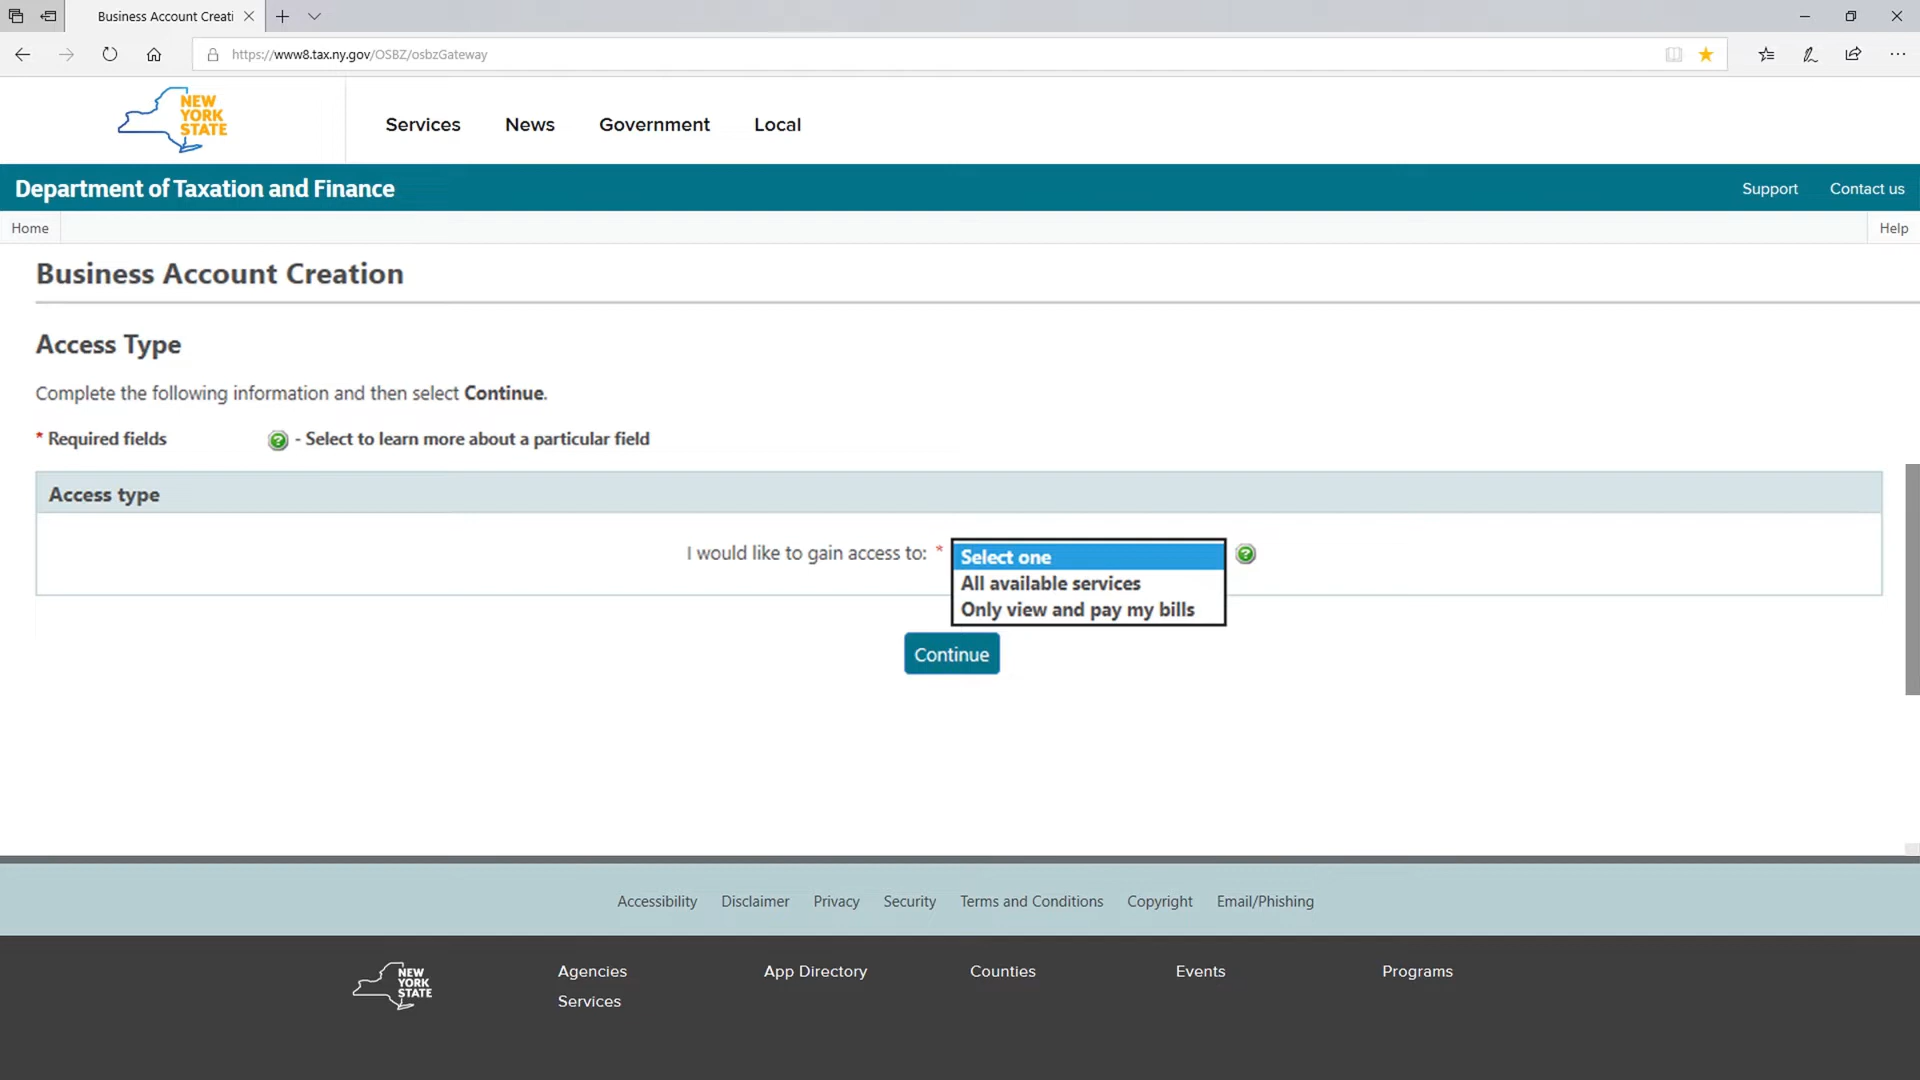 Business Account Creati
https://www8.tax.ny.gov/OSBZ/osbzGateway
NEW
YORK
STATE
Services
News
Government
Local
Department of Taxation and Finance
Support
Contact us
Home
Help
Business Account Creation
Access Type
Complete the following information and then select Continue.
* Required fields
? - Select to learn more about a particular field
Access type
I would like to gain access to: *
Select one
?
All available services
Only view and pay my bills
Continue
Accessibility
Disclaimer
Privacy
Security
Terms and Conditions
Copyright
Email/Phishing
NEW
YORK
STATE
Agencies
App Directory
Counties
Events
Programs
Services